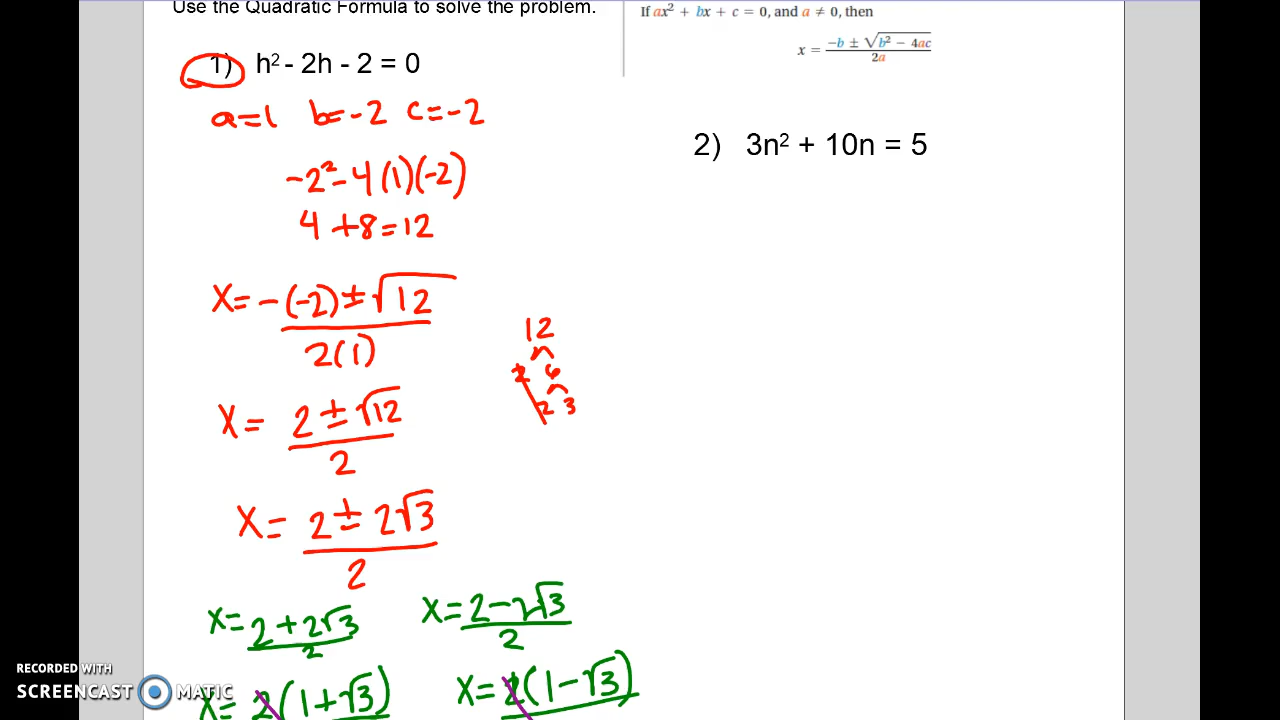 Use the Quadratic Formula to solve the problem.
If ax² + bx + c = 0, and a ≠ 0, then
x = (-b ± √(b² − 4ac)) / 2a
1) h² - 2h - 2 = 0
a=1 b=-2 c=-2
-2² - 4(1)(-2)
4 +8=12
x= -(-2) ± √12
2(1)
12
2 6
2 3
x= 2 ± √12
2
x= 2 ± 2√3
2
x= 2+2√3
2
x= 2-2√3
2
x= 2(1+√3)
x= 2(1-√3)
2) 3n² + 10n = 5
RECORDED WITH
SCREENCAST MATIC